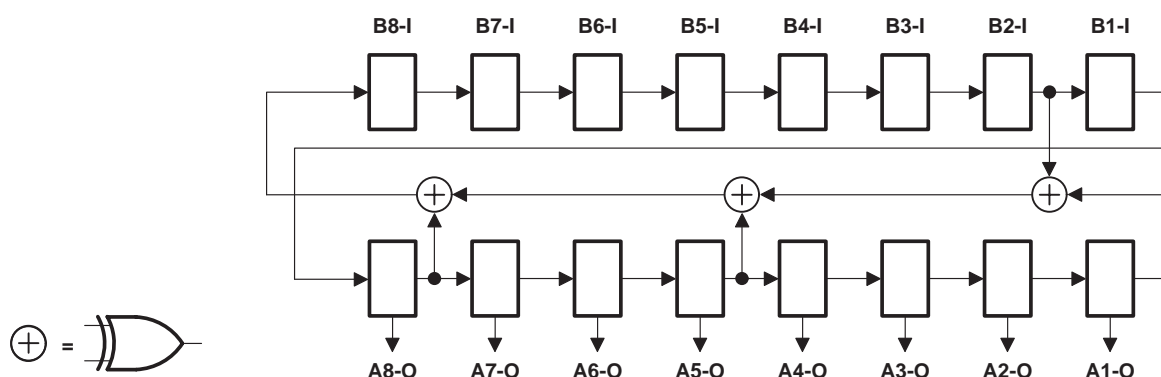 B8-I B7-I B6-I B5-I B4-I B3-I B2-I B1-I
=
A8-O A7-O A6-O A5-O A4-O A3-O A2-O A1-O